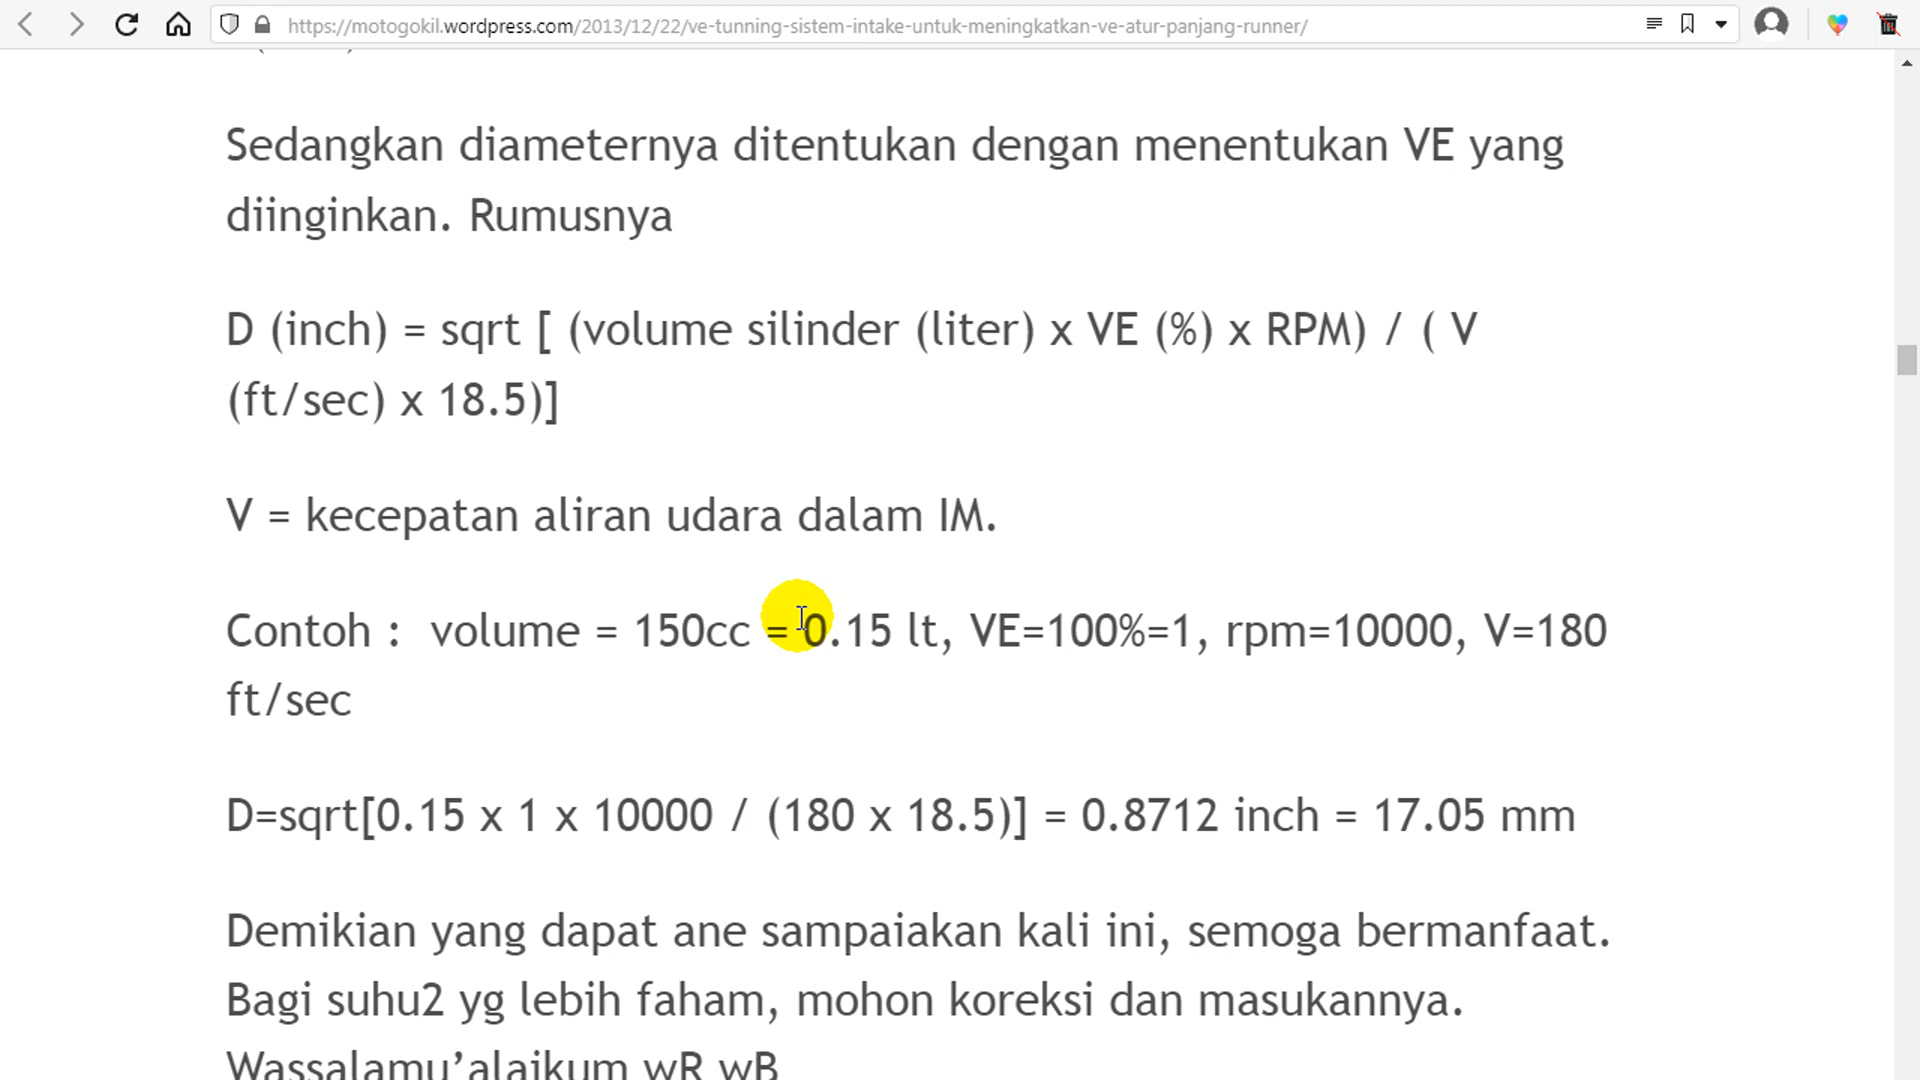 https://motogokil.wordpress.com/2013/12/22/ve-tunning-sistem-intake-untuk-meningkatkan-ve-atur-panjang-runner/
Sedangkan diameternya ditentukan dengan menentukan VE yang
diinginkan. Rumusnya
D (inch) = sqrt [ (volume silinder (liter) x VE (%) x RPM) / ( V
(ft/sec) x 18.5)]
V = kecepatan aliran udara dalam IM.
Contoh :  volume = 150cc = 0.15 lt, VE=100%=1, rpm=10000, V=180
ft/sec
D=sqrt[0.15 x 1 x 10000 / (180 x 18.5)] = 0.8712 inch = 17.05 mm
Demikian yang dapat ane sampaiakan kali ini, semoga bermanfaat.
Bagi suhu2 yg lebih faham, mohon koreksi dan masukannya.
Wassalamu’alaikum wR wB